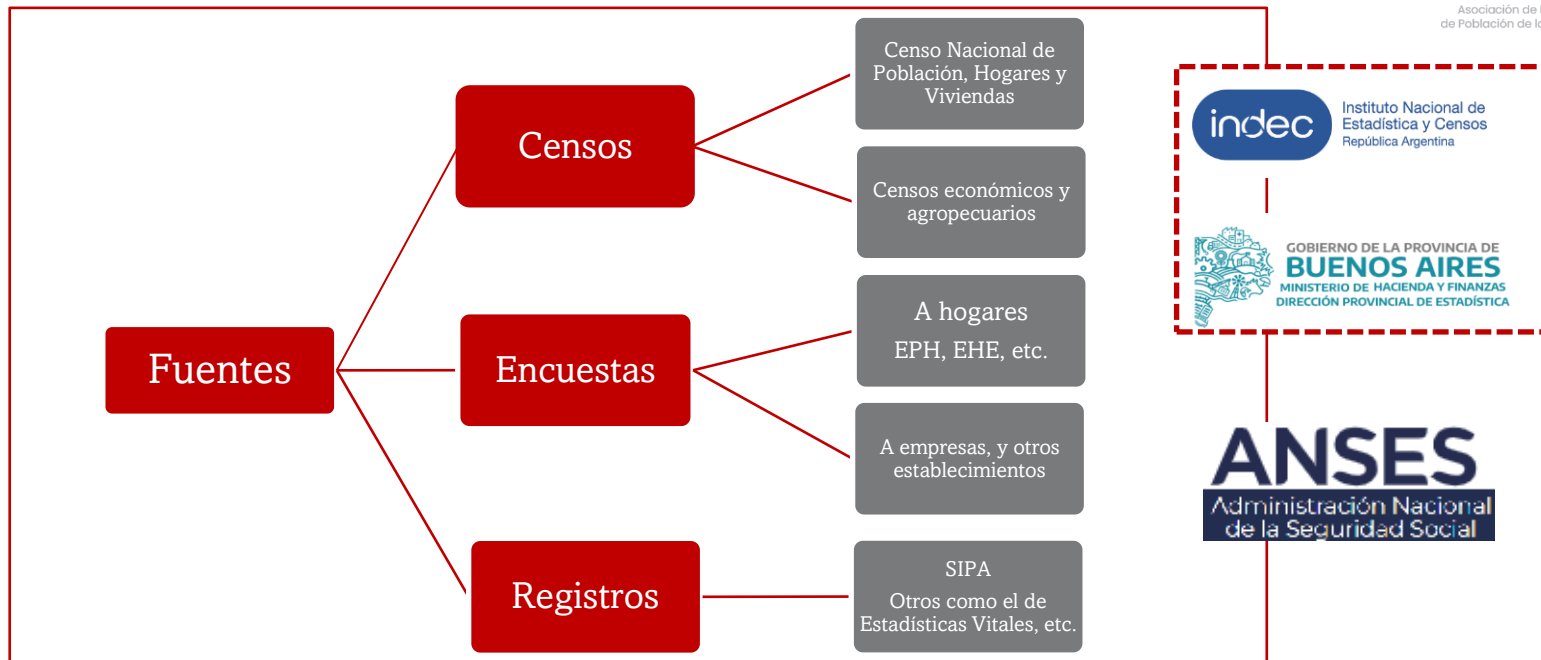 Asociación de
de Población de
Censo Nacional de
Población, Hogares y
Viviendas
Censos
Censos económicos y
agropecuarios
Fuentes
Encuestas
A hogares
EPH, EHE, etc.
A empresas, y otros
establecimientos
Registros
SIPA
Otros como el de
Estadísticas Vitales, etc.
indec
Instituto Nacional de
Estadística y Censos
República Argentina
GOBIERNO DE LA PROVINCIA DE
BUENOS AIRES
MINISTERIO DE HACIENDA Y FINANZAS
DIRECCIÓN PROVINCIAL DE ESTADÍSTICA
ANSES
Administración Nacional
de la Seguridad Social